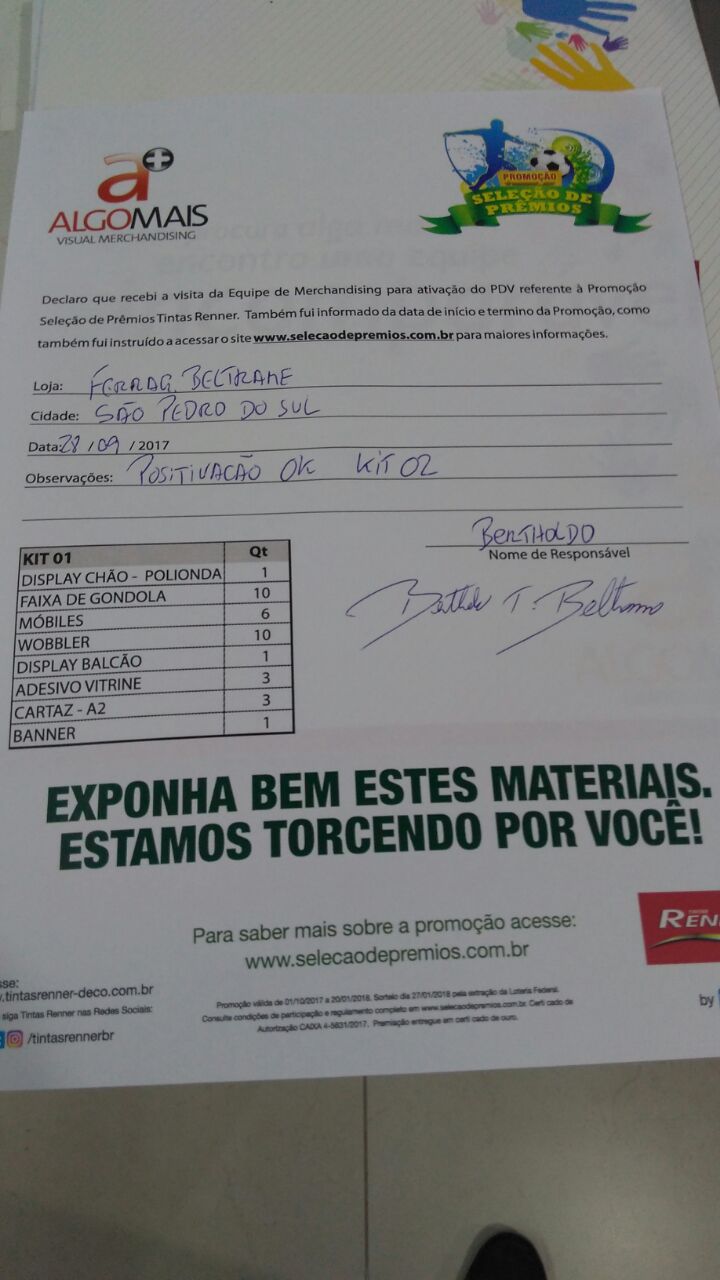 a+
ALGOMAIS
VISUAL MERCHANDISING
PROMOÇÃO
SELEÇÃO DE
PRÊMIOS
Declaro que recebi a visita da Equipe de Merchandising para ativação do PDV referente à Promoção
Seleção de Prêmios Tintas Renner. Também fui informado da data de início e termino da Promoção, como
também fui instruído a acessar o site www.selecaodepremios.com.br para maiores informações.
Loja: FERRAG. BELTRAME
Cidade: SÃO PEDRO DO SUL
Data: 28 / 09 / 2017
Observações: POSITIVAÇÃO OK KIT 02
BERTHOLDO
Nome de Responsável
T. Beltrame
KIT 01 Qt
DISPLAY CHÃO - POLIONDA 1
FAIXA DE GONDOLA 10
MÓBILES 6
WOBBLER 10
DISPLAY BALCÃO 1
ADESIVO VITRINE 3
CARTAZ - A2 3
BANNER 1
EXPONHA BEM ESTES MATERIAIS.
ESTAMOS TORCENDO POR VOCÊ!
Para saber mais sobre a promoção acesse:
www.selecaodepremios.com.br
TINTAS
REN
sse:
.tintasrenner-deco.com.br
siga Tintas Renner nas Redes Sociais:
/tintasrennerbr
Promoção válida de 01/10/2017 a 20/01/2018. Sorteio dia 27/01/2018 pela extração da Loteria Federal.
Consulte condições de participação e regulamento completo em www.selecaodepremios.com.br. Certi cado de
Autorização CAIXA 4-5631/2017. Premiação entregue em certi cado de ouro.
by